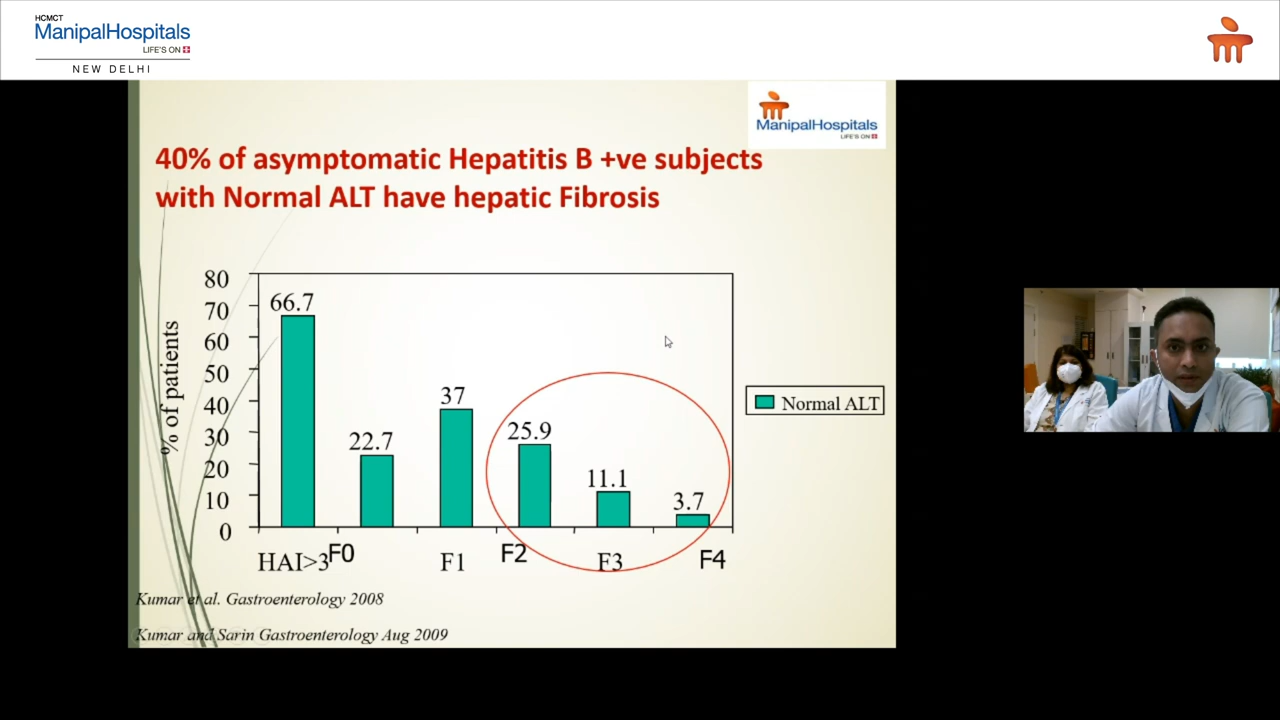 HCMCT
ManipalHospitals
LIFE'S ON
NEW DELHI
ManipalHospitals
LIFE'S ON
40% of asymptomatic Hepatitis B +ve subjects
with Normal ALT have hepatic Fibrosis
% of patients
80
70
60
50
40
30
20
10
0
66.7
22.7
37
25.9
11.1
3.7
HAI>3
F0
F1
F2
F3
F4
Normal ALT
Kumar et al. Gastroenterology 2008
Kumar and Sarin Gastroenterology Aug 2009